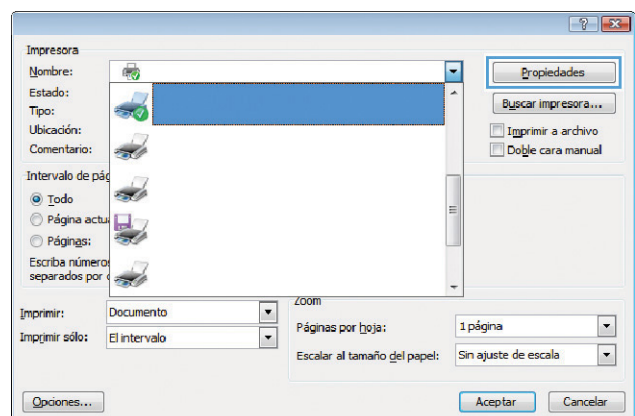 Impresora
Nombre:
Propiedades
Estado:
Tipo:
Buscar impresora...
Ubicación:
Imprimir a archivo
Comentario:
Doble cara manual
Intervalo de pág
Todo
Página actu
Páginas:
Escriba números
separados por
Zoom
Imprimir:
Documento
Páginas por hoja:
1 página
Imprimir sólo:
El intervalo
Escalar al tamaño del papel:
Sin ajuste de escala
Opciones...
Aceptar
Cancelar